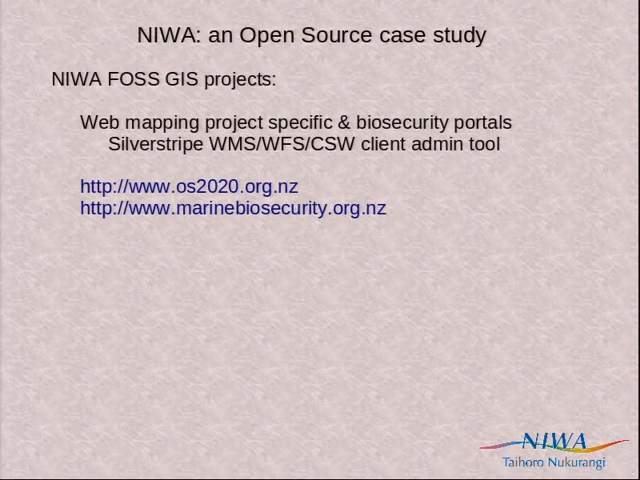 NIWA: an Open Source case study
NIWA FOSS GIS projects:
Web mapping project specific & biosecurity portals
Silverstripe WMS/WFS/CSW client admin tool
http://www.os2020.org.nz
http://www.marinebiosecurity.org.nz
NIWA
Taihoro Nukurangi